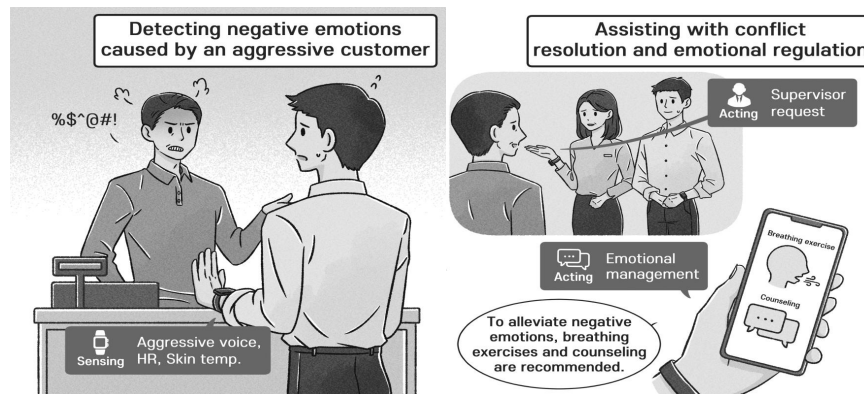 Detecting negative emotions
caused by an aggressive customer
%$^@#!
Sensing
Aggressive voice,
HR, Skin temp.
Assisting with conflict
resolution and emotional regulation
Acting
Supervisor
request
Acting
Emotional
management
Breathing exercise
Counseling
To alleviate negative
emotions, breathing
exercises and counseling
are recommended.